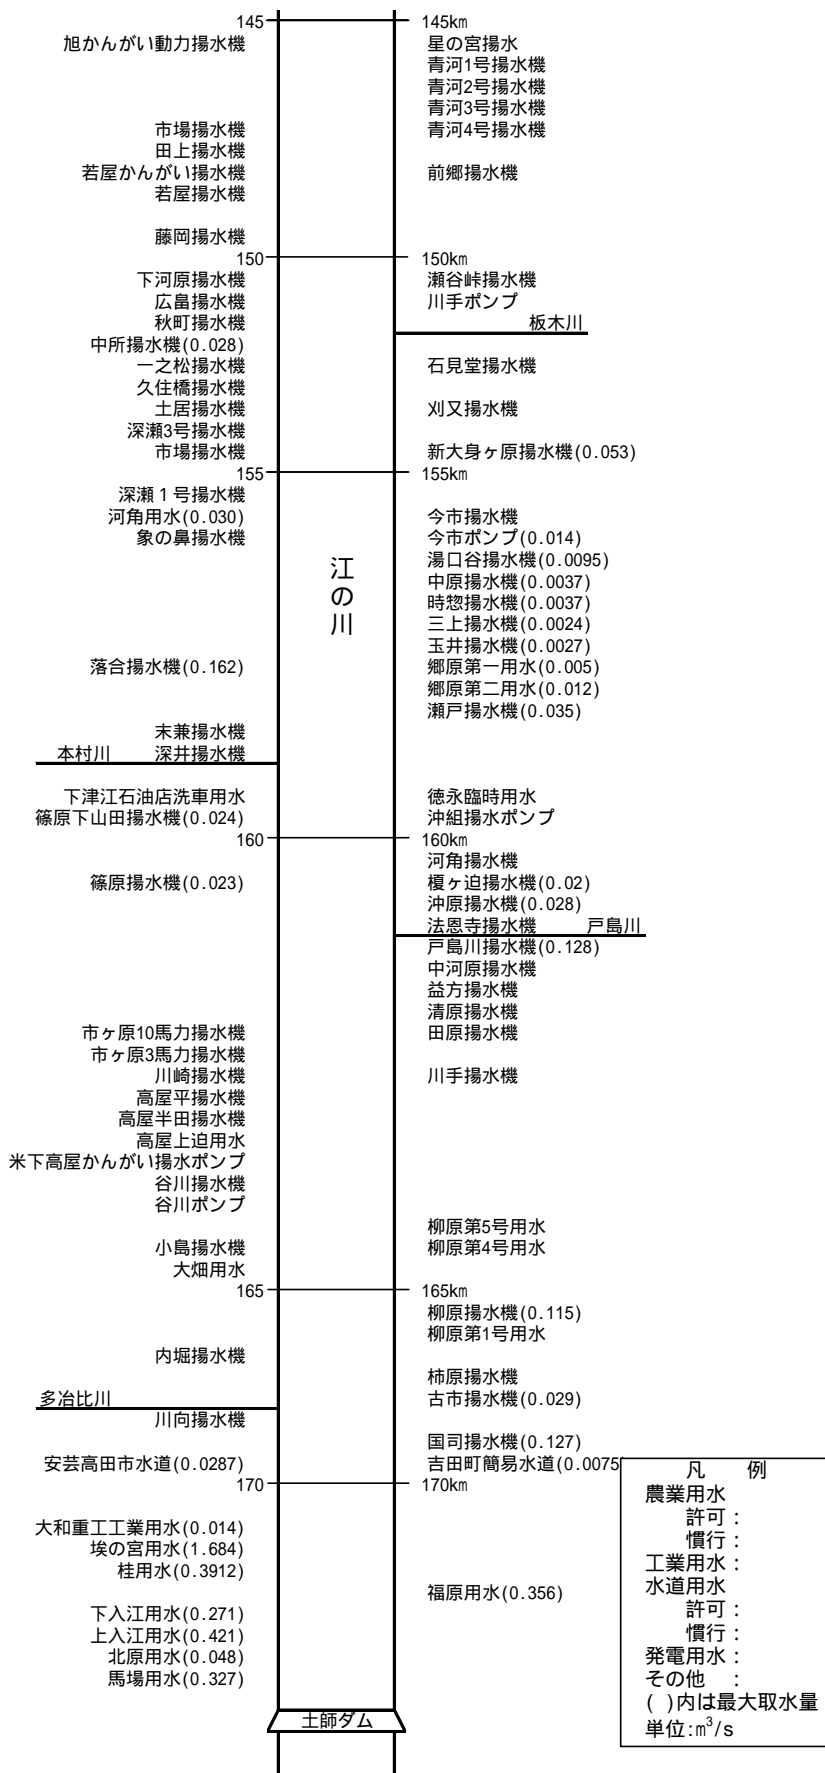 145
145km
旭かんがい動力揚水機
星の宮揚水
青河1号揚水機
青河2号揚水機
青河3号揚水機
市場揚水機
青河4号揚水機
田上揚水機
若屋かんがい揚水機
前郷揚水機
若屋揚水機
藤岡揚水機
150
150km
下河原揚水機
瀬谷峠揚水機
広畠揚水機
川手ポンプ
秋町揚水機
板木川
中所揚水機(0.028)
一之松揚水機
石見堂揚水機
久住橋揚水機
土居揚水機
刈又揚水機
深瀬3号揚水機
市場揚水機
新大身ヶ原揚水機(0.053)
155
155km
深瀬１号揚水機
河角用水(0.030)
今市揚水機
象の鼻揚水機
今市ポンプ(0.014)
江の川
湯口谷揚水機(0.0095)
中原揚水機(0.0037)
時惣揚水機(0.0037)
三上揚水機(0.0024)
玉井揚水機(0.0027)
落合揚水機(0.162)
郷原第一用水(0.005)
郷原第二用水(0.012)
瀬戸揚水機(0.035)
末兼揚水機
本村川 深井揚水機
下津江石油店洗車用水
徳永臨時用水
篠原下山田揚水機(0.024)
沖組揚水ポンプ
160
160km
河角揚水機
篠原揚水機(0.023)
榎ヶ迫揚水機(0.02)
沖原揚水機(0.028)
法恩寺揚水機 戸島川
戸島川揚水機(0.128)
中河原揚水機
益方揚水機
清原揚水機
市ヶ原10馬力揚水機
田原揚水機
市ヶ原3馬力揚水機
川崎揚水機
川手揚水機
高屋平揚水機
高屋半田揚水機
高屋上迫用水
米下高屋かんがい揚水ポンプ
谷川揚水機
谷川ポンプ
柳原第5号用水
小島揚水機
柳原第4号用水
大畑用水
165
165km
柳原揚水機(0.115)
柳原第1号用水
内堀揚水機
柿原揚水機
多冶比川
古市揚水機(0.029)
川向揚水機
国司揚水機(0.127)
安芸高田市水道(0.0287)
吉田町簡易水道(0.0075)
170
170km
大和重工工業用水(0.014)
埃の宮用水(1.684)
桂用水(0.3912)
福原用水(0.356)
下入江用水(0.271)
上入江用水(0.421)
北原用水(0.048)
馬場用水(0.327)
土師ダム
凡 例
農業用水
許可：
慣行：
工業用水：
水道用水
許可：
慣行：
発電用水：
その他 ：
( )内は最大取水量
単位:m³/s